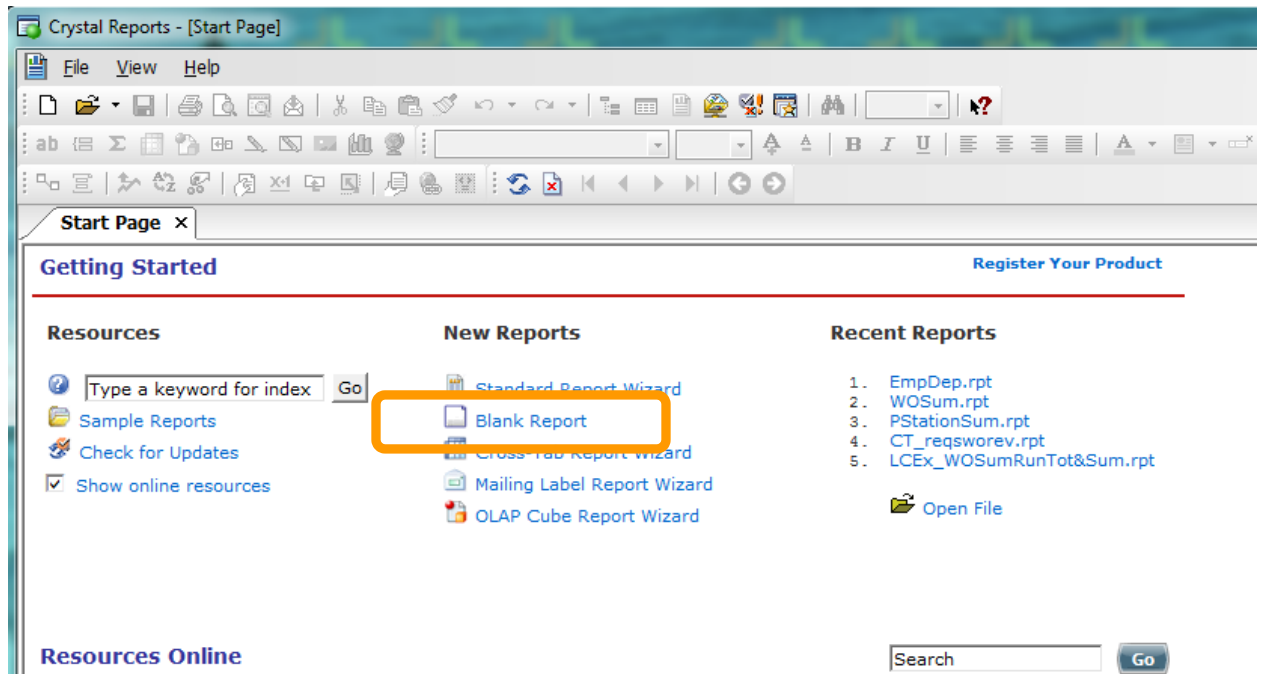 Crystal Reports - [Start Page]
File View Help
ab Σ B I U A
X-1
Start Page ×
Getting Started
Register Your Product
Resources
New Reports
Recent Reports
Type a keyword for index Go
Sample Reports
Check for Updates
Show online resources
Standard Report Wizard
Blank Report
Cross-Tab Report Wizard
Mailing Label Report Wizard
OLAP Cube Report Wizard
1. EmpDep.rpt
2. WOSum.rpt
3. PStationSum.rpt
4. CT_reqsworev.rpt
5. LCEx_WOSumRunTot&Sum.rpt
Open File
Resources Online
Search Go